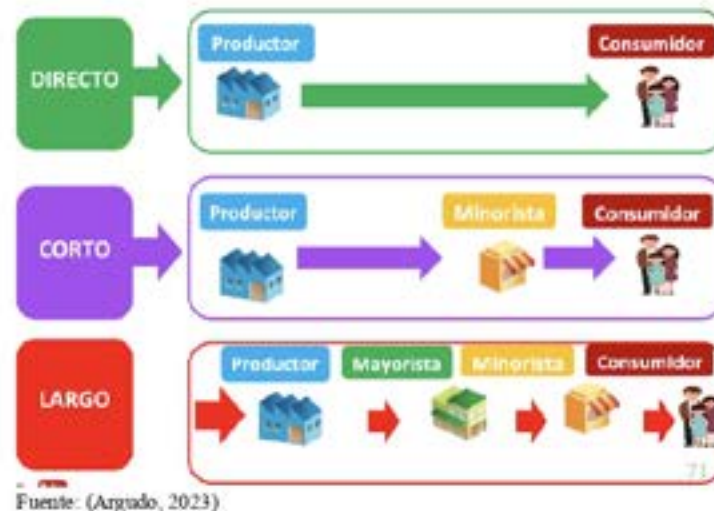 Productor Consumidor
DIRECTO
Productor Minorista Consumidor
CORTO
Productor Mayorista Minorista Consumidor
LARGO
71
Fuente: (Argudo, 2023)